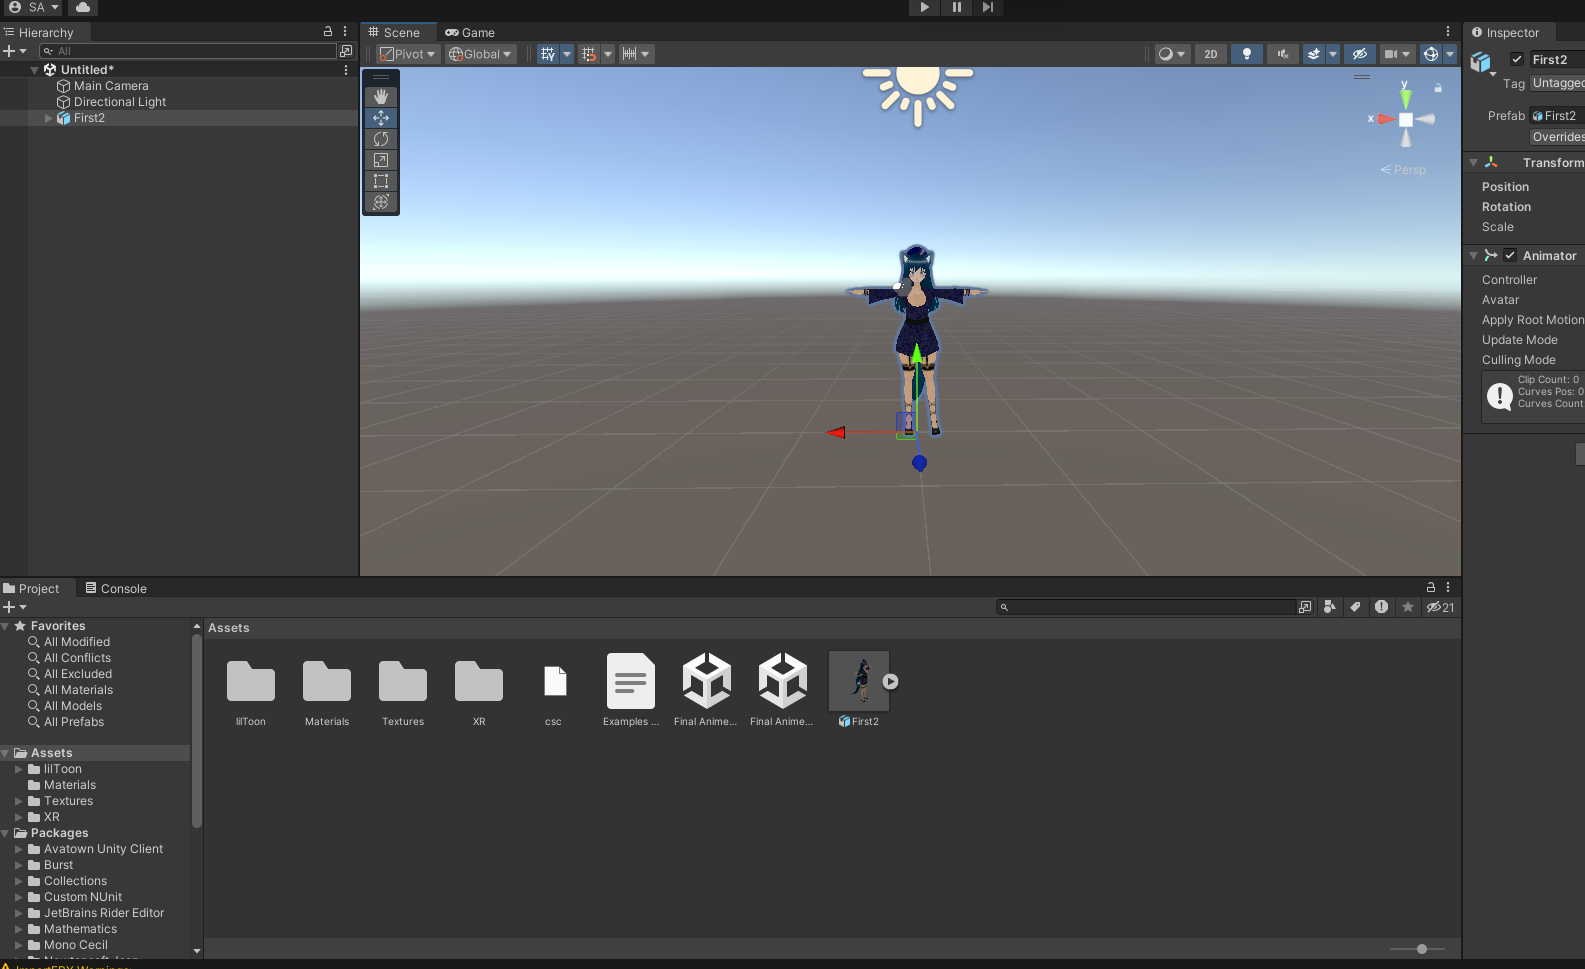 SA
Hierarchy
All
Untitled*
Main Camera
Directional Light
First2
Scene
Game
Pivot
Global
2D
y
x
Persp
Inspector
First2
Tag Untagged
Prefab First2
Overrides
Transform
Position
Rotation
Scale
Animator
Controller
Avatar
Apply Root Motion
Update Mode
Culling Mode
Clip Count: 0
Curves Pos: 0
Curves Count
Project
Console
21
Favorites
All Modified
All Conflicts
All Excluded
All Materials
All Models
All Prefabs
Assets
lilToon
Materials
Textures
XR
Packages
Avatown Unity Client
Burst
Collections
Custom NUnit
JetBrains Rider Editor
Mathematics
Mono Cecil
Assets
lilToon
Materials
Textures
XR
csc
Examples ...
Final Anime...
Final Anime...
First2